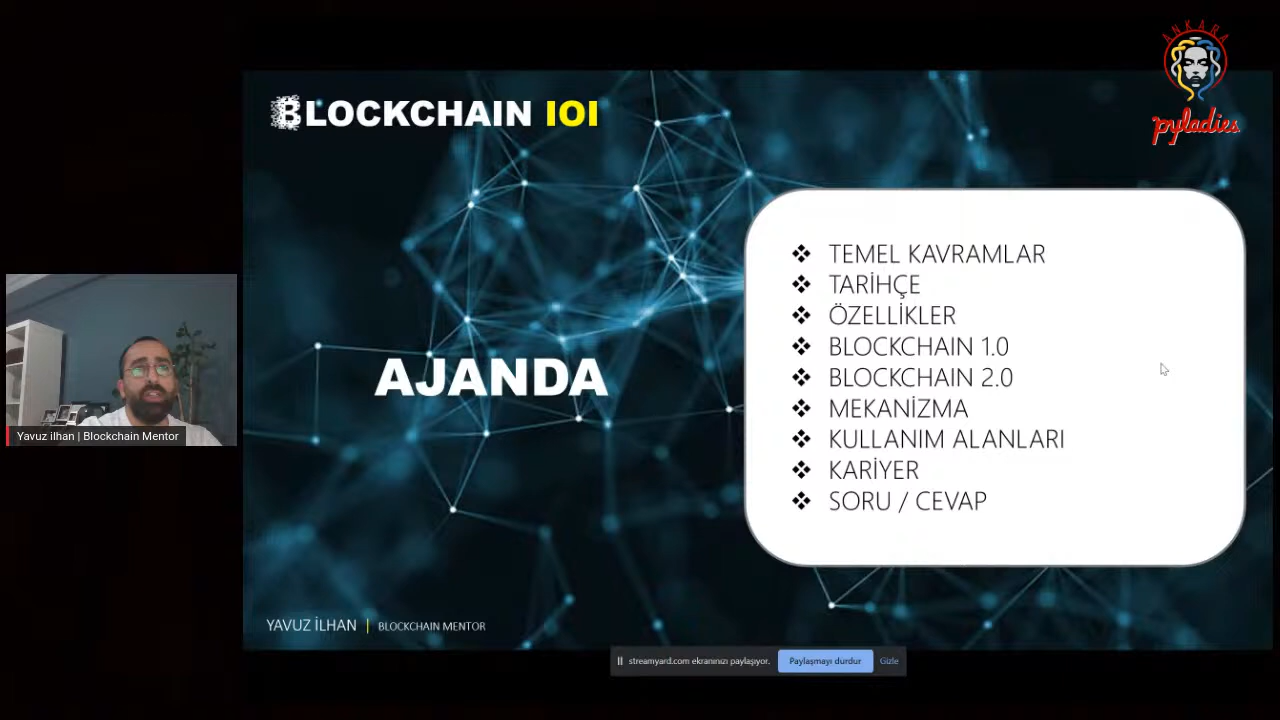 ANKARA
pyladies
BLOCKCHAIN IOI
AJANDA
❖ TEMEL KAVRAMLAR
❖ TARİHÇE
❖ ÖZELLİKLER
❖ BLOCKCHAIN 1.0
❖ BLOCKCHAIN 2.0
❖ MEKANİZMA
❖ KULLANIM ALANLARI
❖ KARİYER
❖ SORU / CEVAP
Yavuz ilhan | Blockchain Mentor
YAVUZ İLHAN | BLOCKCHAIN MENTOR
streamyard.com ekranınızı paylaşıyor. Paylaşmayı durdur Gizle